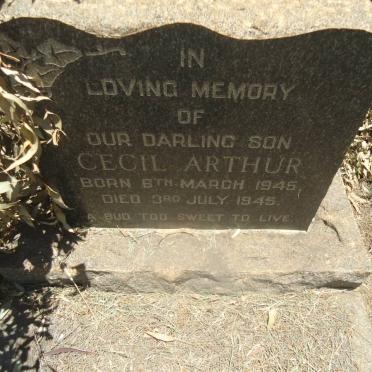 IN
LOVING MEMORY
OF
OUR DARLING SON
CECIL ARTHUR
BORN 6TH MARCH 1945,
DIED 3RD JULY 1945.
A BUD TOO SWEET TO LIVE